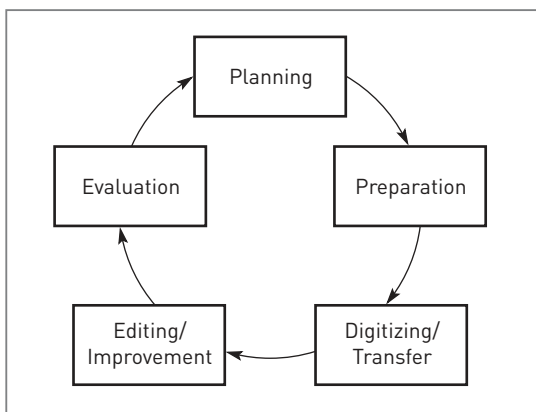 Planning
Preparation
Digitizing/
Transfer
Editing/
Improvement
Evaluation